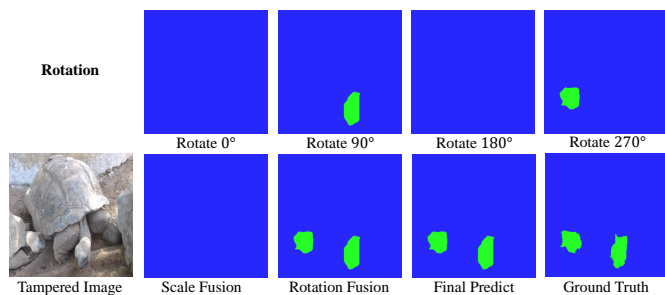 Rotation
Rotate 0° Rotate 90° Rotate 180° Rotate 270°
Tampered Image Scale Fusion Rotation Fusion Final Predict Ground Truth